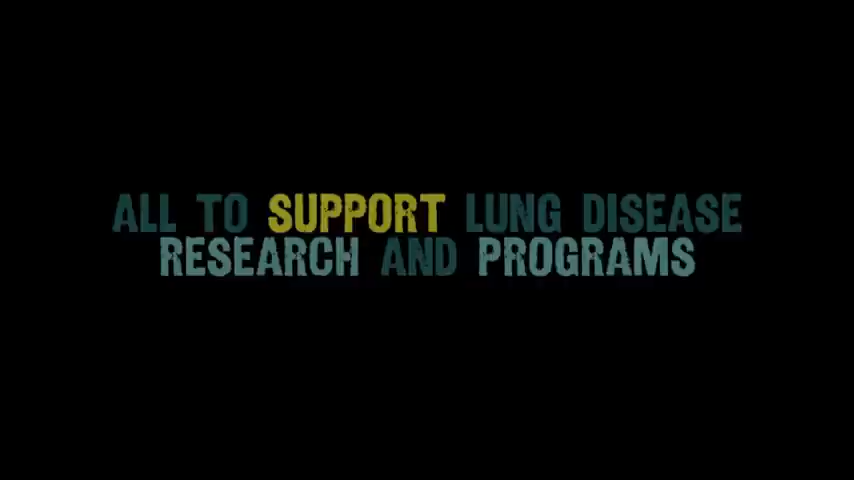 ALL TO SUPPORT LUNG DISEASE
RESEARCH AND PROGRAMS